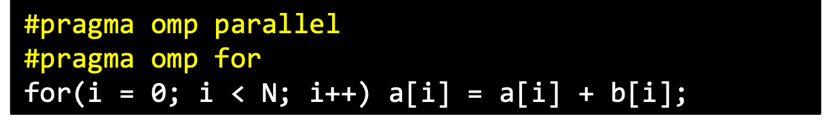 #pragma omp parallel
#pragma omp for
for(i = 0; i < N; i++) a[i] = a[i] + b[i];